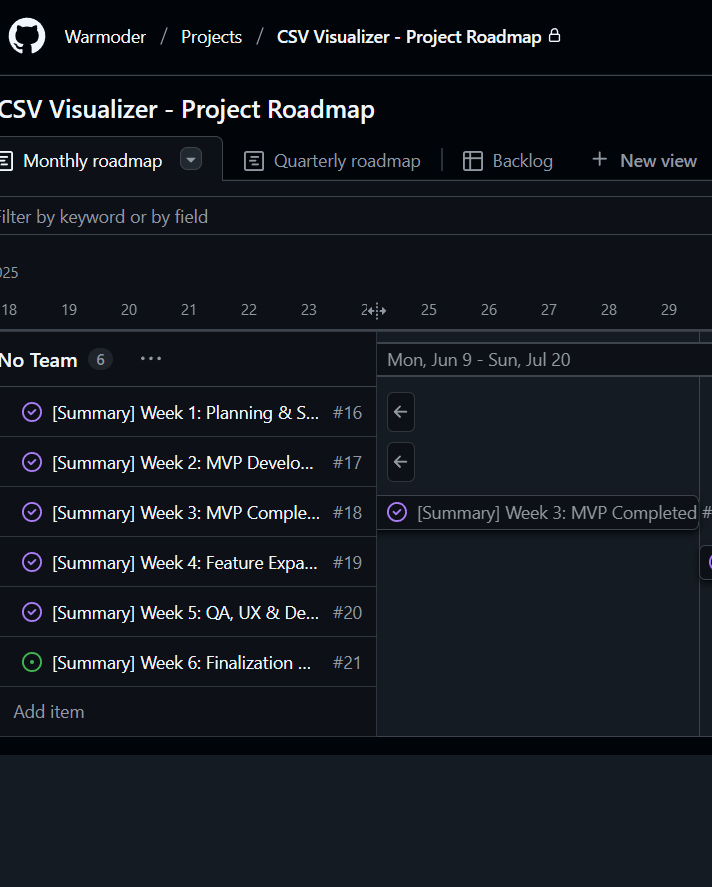 Warmoder / Projects / CSV Visualizer - Project Roadmap
CSV Visualizer - Project Roadmap
Monthly roadmap Quarterly roadmap Backlog + New view
Filter by keyword or by field
025
18 19 20 21 22 23 25 26 27 28 29
No Team 6 ··· Mon, Jun 9 - Sun, Jul 20
[Summary] Week 1: Planning & S... #16
[Summary] Week 2: MVP Develo... #17
[Summary] Week 3: MVP Comple... #18 [Summary] Week 3: MVP Completed #
[Summary] Week 4: Feature Expa... #19
[Summary] Week 5: QA, UX & De... #20
[Summary] Week 6: Finalization ... #21
Add item